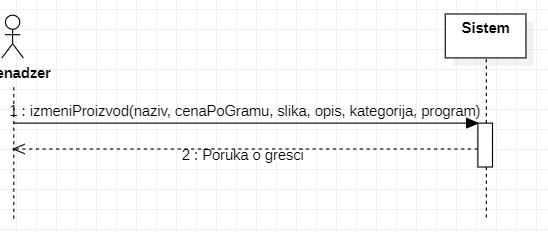 Sistem
enadzer
1 : izmeniProizvod(naziv, cenaPoGramu, slika, opis, kategorija, program)
2 : Poruka o gresci